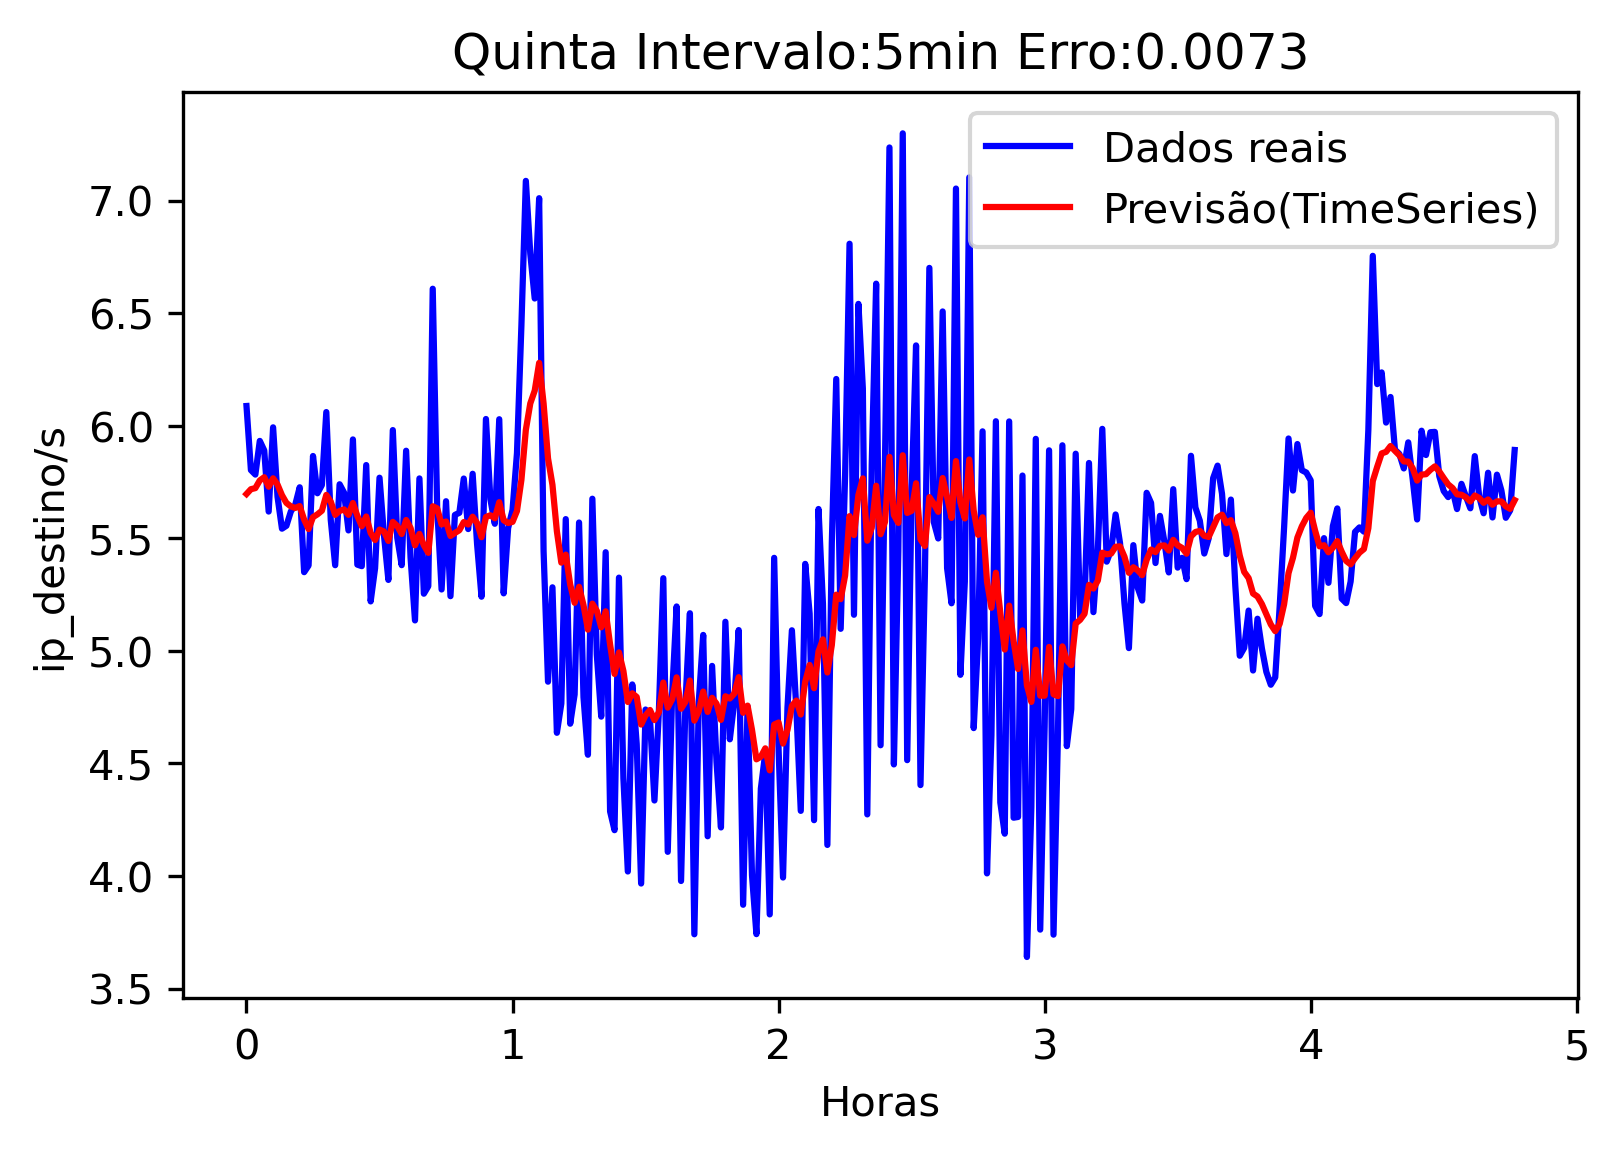 Quinta Intervalo:5min Erro:0.0073
Dados reais
Previsão(TimeSeries)
7.0
6.5
6.0
5.5
5.0
4.5
4.0
3.5
ip_destino/s
0 1 2 3 4 5
Horas